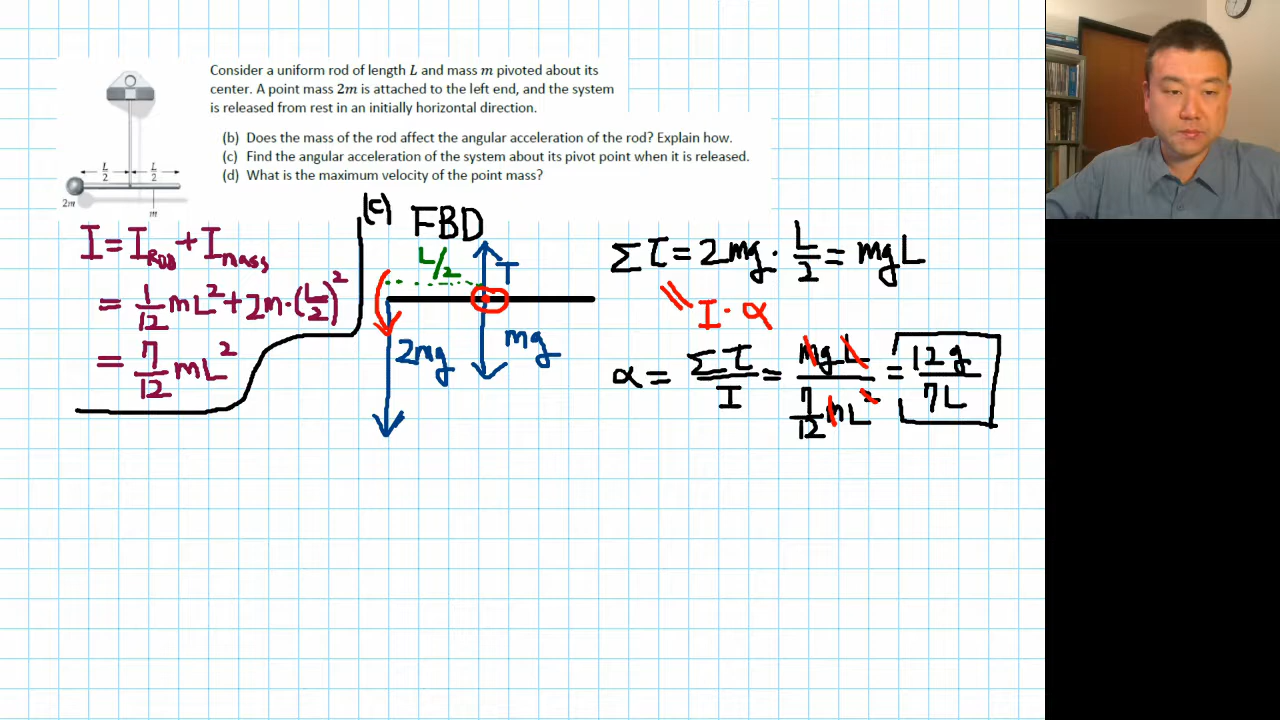 Consider a uniform rod of length L and mass m pivoted about its
center. A point mass 2m is attached to the left end, and the system
is released from rest in an initially horizontal direction.
(b) Does the mass of the rod affect the angular acceleration of the rod? Explain how.
(c) Find the angular acceleration of the system about its pivot point when it is released.
(d) What is the maximum velocity of the point mass?
L/2 L/2
2m
m
I = I_ROD + I_mass
= 1/12 mL² + 2m·(L/2)²
= 7/12 mL²
(c) FBD
L/2
T
2mg
mg
Στ = 2mg · L/2 = mgL
= I · α
α = Στ/I = mgL / (7/12 mL²) = 12g/7L